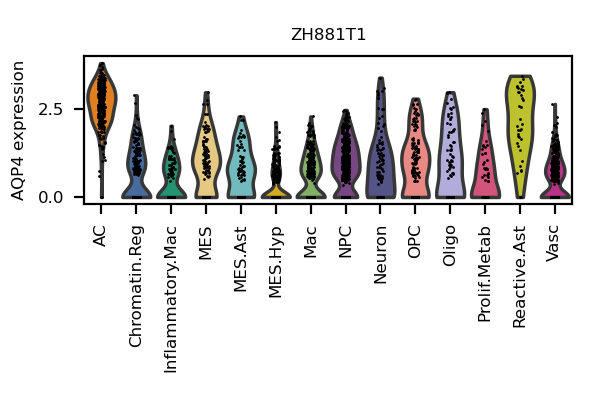 ZH881T1
AQP4 expression
2.5
0.0
AC
Chromatin.Reg
Inflammatory.Mac
MES
MES.Ast
MES.Hyp
Mac
NPC
Neuron
OPC
Oligo
Prolif.Metab
Reactive.Ast
Vasc